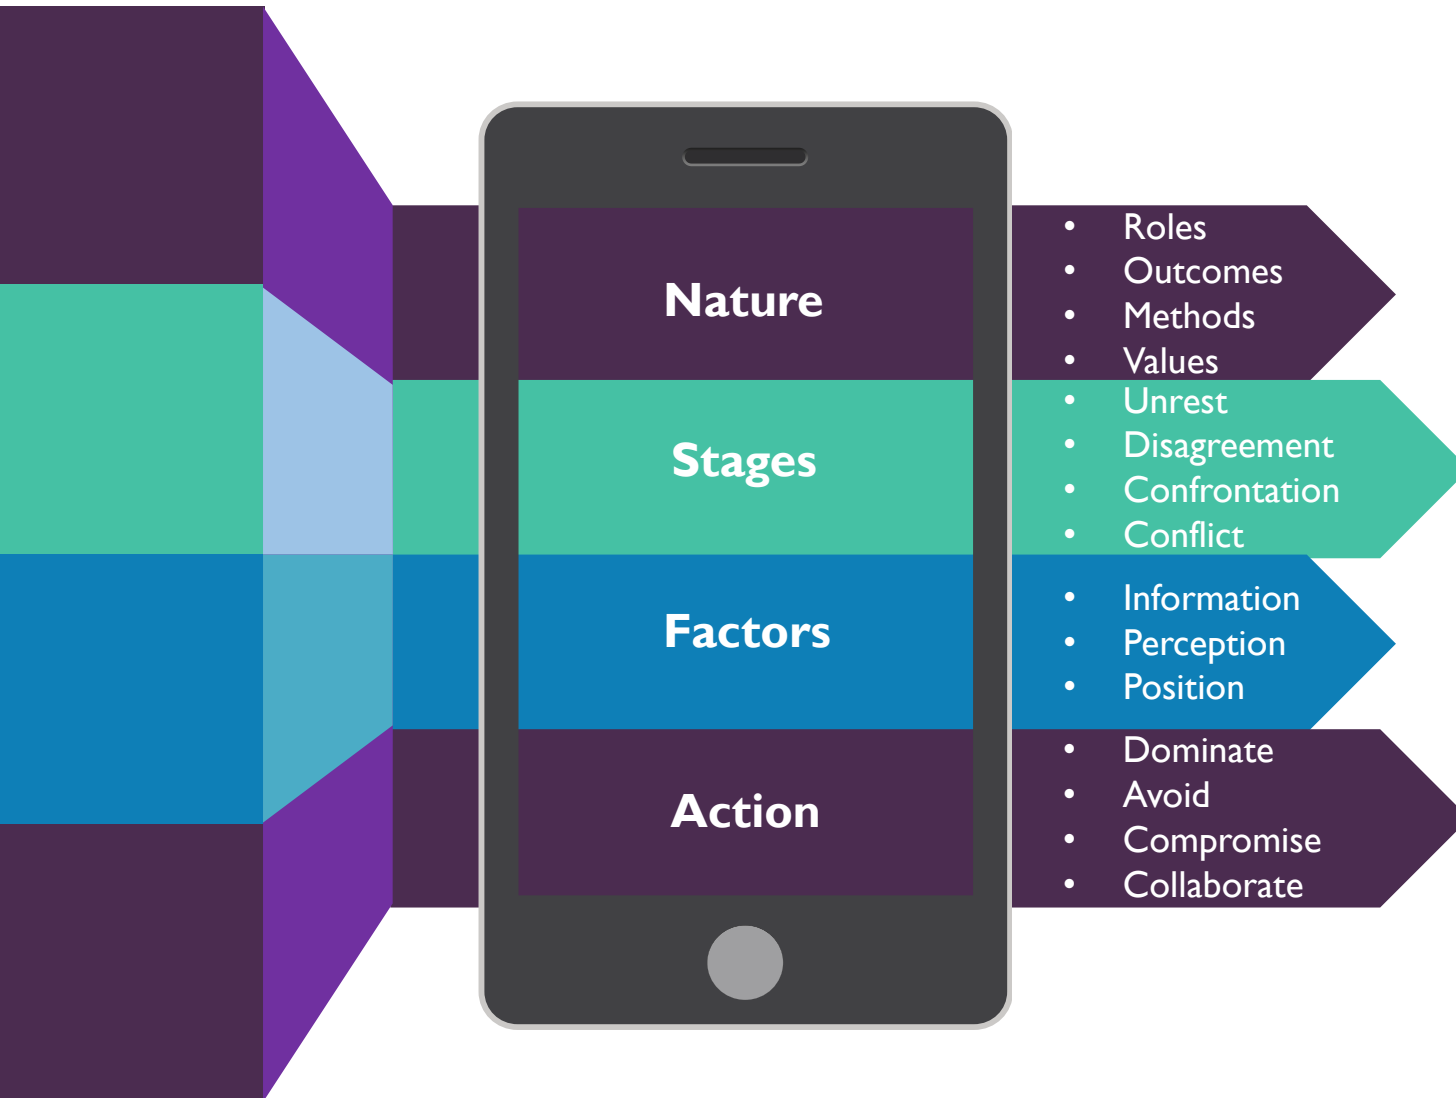 Nature
• Roles
• Outcomes
• Methods
• Values
Stages
• Unrest
• Disagreement
• Confrontation
• Conflict
Factors
• Information
• Perception
• Position
Action
• Dominate
• Avoid
• Compromise
• Collaborate